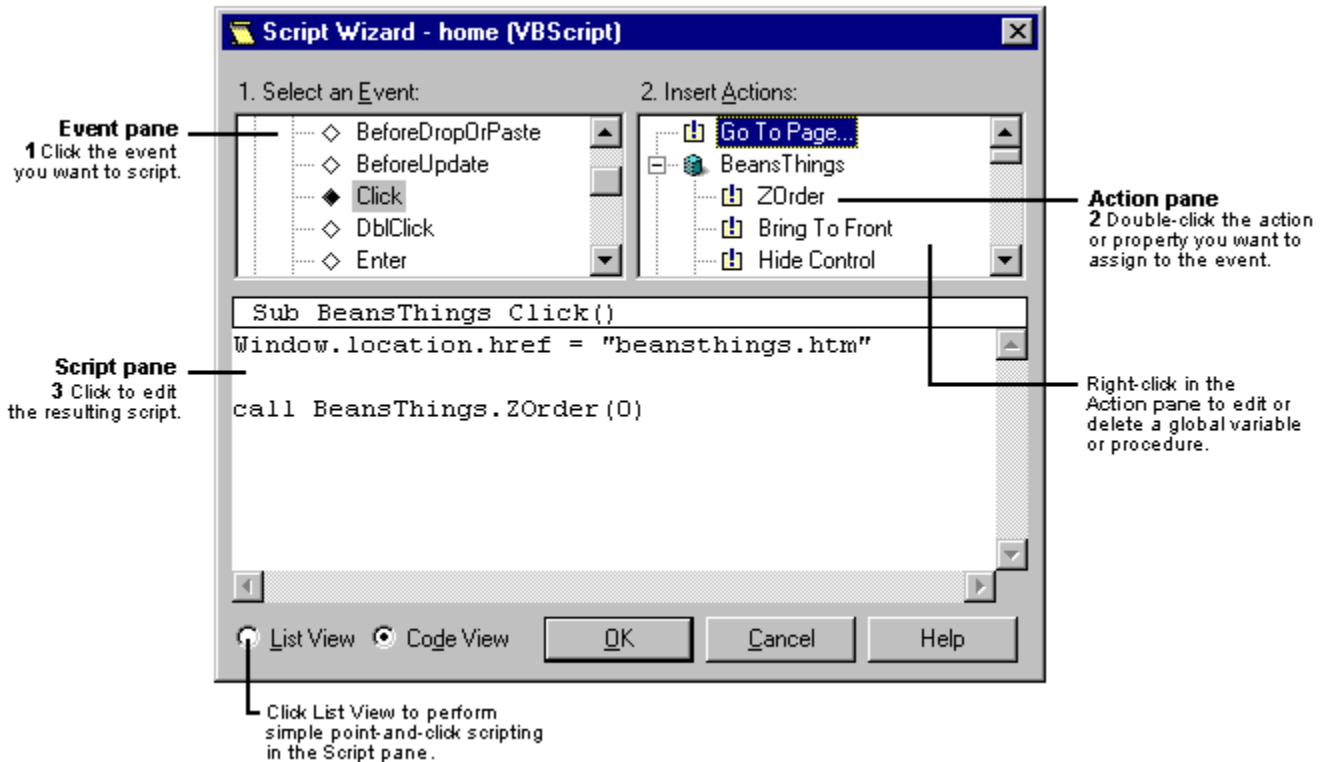 Script Wizard - home (VBScript)
1. Select an Event:
2. Insert Actions:
Event pane
1 Click the event
you want to script.
BeforeDropOrPaste
BeforeUpdate
Click
DblClick
Enter
Go To Page...
BeansThings
ZOrder
Bring To Front
Hide Control
Action pane
2 Double-click the action
or property you want to
assign to the event.
Sub BeansThings Click()
Window.location.href = "beansthings.htm"
call BeansThings.ZOrder(0)
Script pane
3 Click to edit
the resulting script.
Right-click in the
Action pane to edit or
delete a global variable
or procedure.
List View
Code View
OK
Cancel
Help
Click List View to perform
simple point-and-click scripting
in the Script pane.